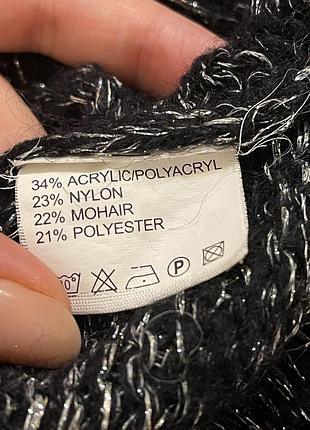 34% ACRYLIC/POLYACRYL
23% NYLON
22% MOHAIR
21% POLYESTER
P